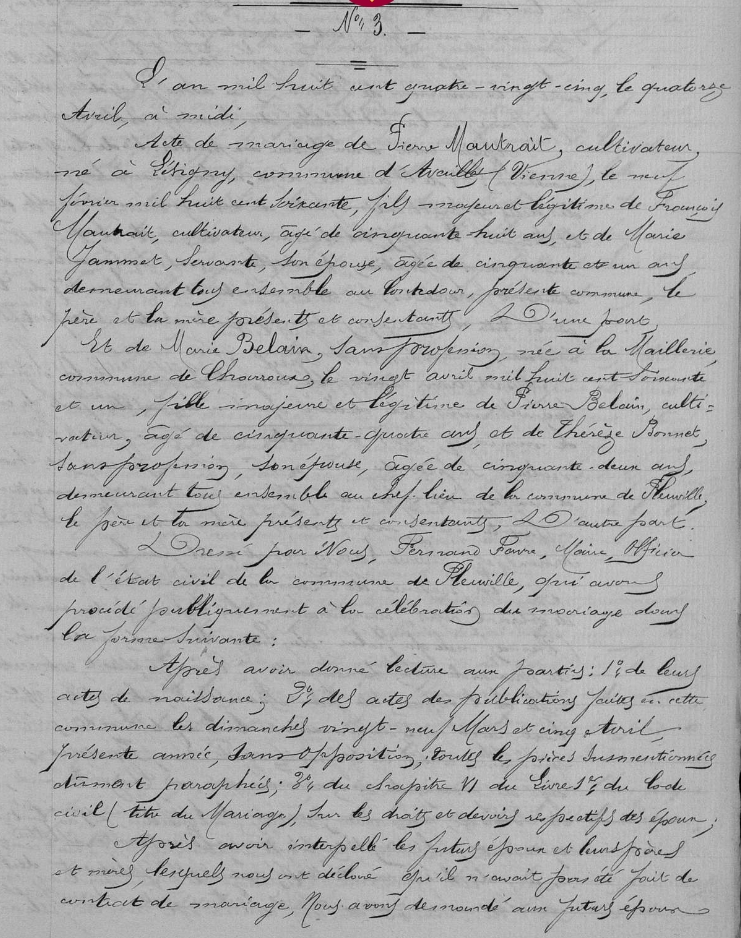 — N° 3. —
L'an mil huit cent quatre-vingt-cinq, le quatorze
Avril, à midi,
Acte de mariage de Pierre Mautrait, cultivateur,
né à Lésigny, commune d'Availles (Vienne), le neuf
février mil huit cent soixante, fils majeur et légitime de François
Mautrait, cultivateur, âgé de cinquante huit ans, et de Marie
Jammet, servante, son épouse, âgée de cinquante et un ans,
demeurant tous ensemble au présente commune, le
père et la mère présents et consentants, D'une part,
Et de Marie Belain, sans profession, née à la Maillerie,
commune de Charroux, le vingt avril mil huit cent soixante
et un, fille majeure et légitime de Pierre Belain, culti-
vateur, âgé de cinquante-quatre ans, et de Thérèse Bonnet,
sans profession, son épouse, âgée de cinquante-deux ans,
demeurant tous ensemble au chef-lieu de la commune de Pleuville,
le père et la mère présents et consentants, D'autre part.
Dressé par Nous, Fernand Favre, Maire, Officier
de l'état civil de la commune de Pleuville, qui avons
procédé publiquement à la célébration du mariage dans
la forme suivante :
Après avoir donné lecture aux parties : 1° de leurs
actes de naissance ; 2° des actes des publications faites en cette
commune les dimanches vingt-neuf Mars et cinq Avril,
présente année, sans opposition, toutes les pièces susmentionnées
dûment paraphées ; 3° du chapitre VI du Livre 1er du Code
civil (titre du Mariage), sur les droits et devoirs respectifs des époux ;
Après avoir interpellé les futurs époux et leurs pères
et mères, lesquels nous ont déclaré qu'il n'avait pas été fait de
contrat de mariage, Nous avons demandé aux futurs époux